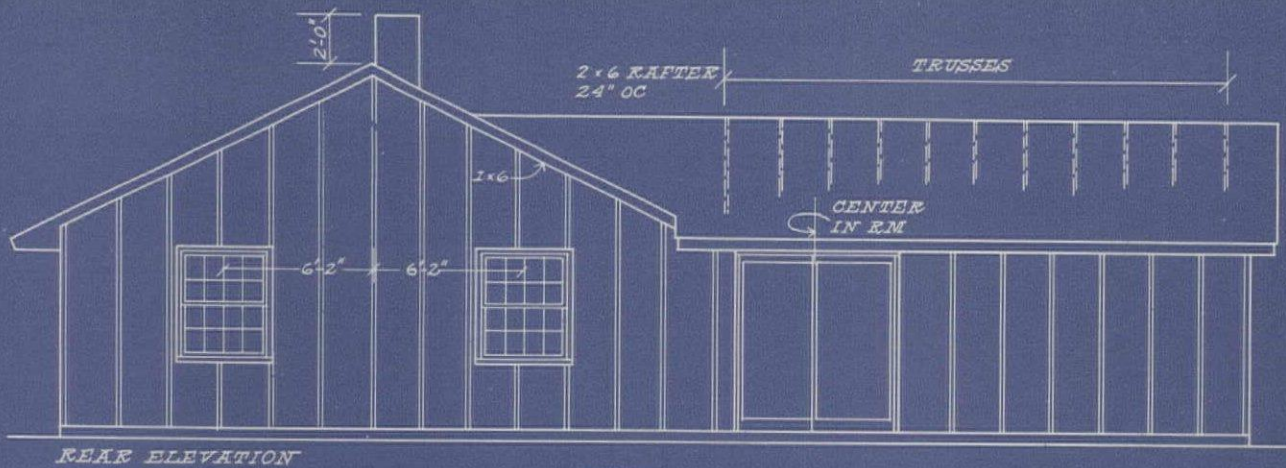 2'-0"
2×6 RAFTER
24" OC
TRUSSES
1×6
CENTER
IN RM
6'-2"
6'-2"
REAR ELEVATION